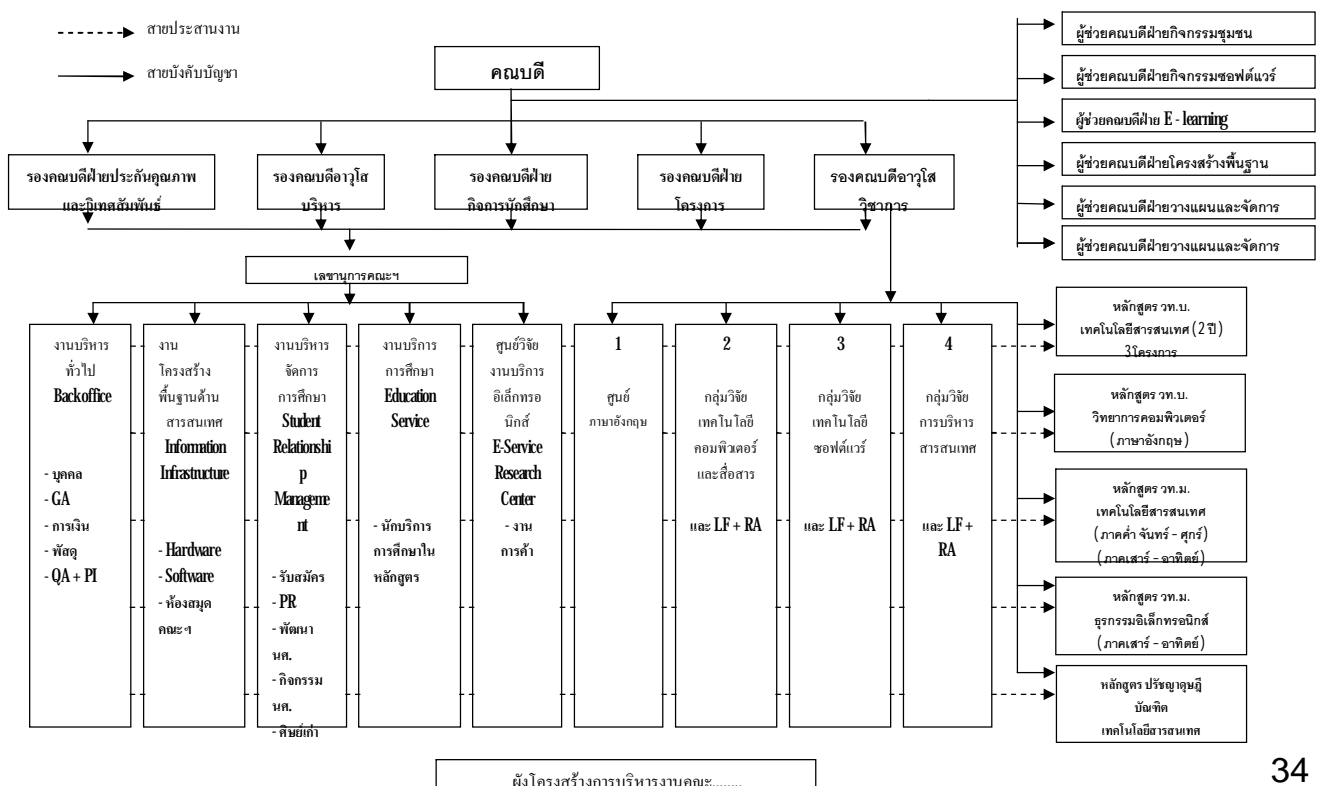 สายประสานงาน
สายบังคับบัญชา
คณบดี
ผู้ช่วยคณบดีฝ่ายกิจกรรมชุมชน
ผู้ช่วยคณบดีฝ่ายกิจกรรมซอฟต์แวร์
ผู้ช่วยคณบดีฝ่าย E - learning
ผู้ช่วยคณบดีฝ่ายโครงสร้างพื้นฐาน
ผู้ช่วยคณบดีฝ่ายวางแผนและจัดการ
ผู้ช่วยคณบดีฝ่ายวางแผนและจัดการ
รองคณบดีฝ่ายประกันคุณภาพ
และวิเทศสัมพันธ์
รองคณบดีอาวุโส
บริหาร
รองคณบดีฝ่าย
กิจการนักศึกษา
รองคณบดีฝ่าย
โครงการ
รองคณบดีอาวุโส
วิชาการ
เลขานุการคณะฯ
งานบริหาร
ทั่วไป
Backoffice
- บุคคล
- GA
- การเงิน
- พัสดุ
- QA + PI
งาน
โครงสร้าง
พื้นฐานด้าน
สารสนเทศ
Information
Infrastructure
- Hardware
- Software
- ห้องสมุด
คณะฯ
งานบริหาร
จัดการ
การศึกษา
Student
Relationshi
p
Manageme
nt
- รับสมัคร
- PR
- พัฒนา
นศ.
- กิจกรรม
นศ.
- ศิษย์เก่า
งานบริการ
การศึกษา
Education
Service
- นักบริการ
การศึกษาใน
หลักสูตร
ศูนย์วิจัย
งานบริการ
อิเล็กทรอ
นิกส์
E-Service
Research
Center
- งาน
การค้า
1
ศูนย์
ภาษาอังกฤษ
2
กลุ่มวิจัย
เทคโนโลยี
คอมพิวเตอร์
และสื่อสาร
และ LF + RA
3
กลุ่มวิจัย
เทคโนโลยี
ซอฟต์แวร์
และ LF + RA
4
กลุ่มวิจัย
การบริหาร
สารสนเทศ
และ LF +
RA
หลักสูตร วท.บ.
เทคโนโลยีสารสนเทศ (2 ปี)
3โครงการ
หลักสูตร วท.บ.
วิทยาการคอมพิวเตอร์
(ภาษาอังกฤษ)
หลักสูตร วท.ม.
เทคโนโลยีสารสนเทศ
(ภาคค่ำ จันทร์ – ศุกร์)
(ภาคเสาร์ – อาทิตย์)
หลักสูตร วท.ม.
ธุรกรรมอิเล็กทรอนิกส์
(ภาคเสาร์ – อาทิตย์)
หลักสูตร ปรัชญาดุษฎี
บัณฑิต
เทคโนโลยีสารสนเทศ
ผังโครงสร้างการบริหารงานคณะ.........
34